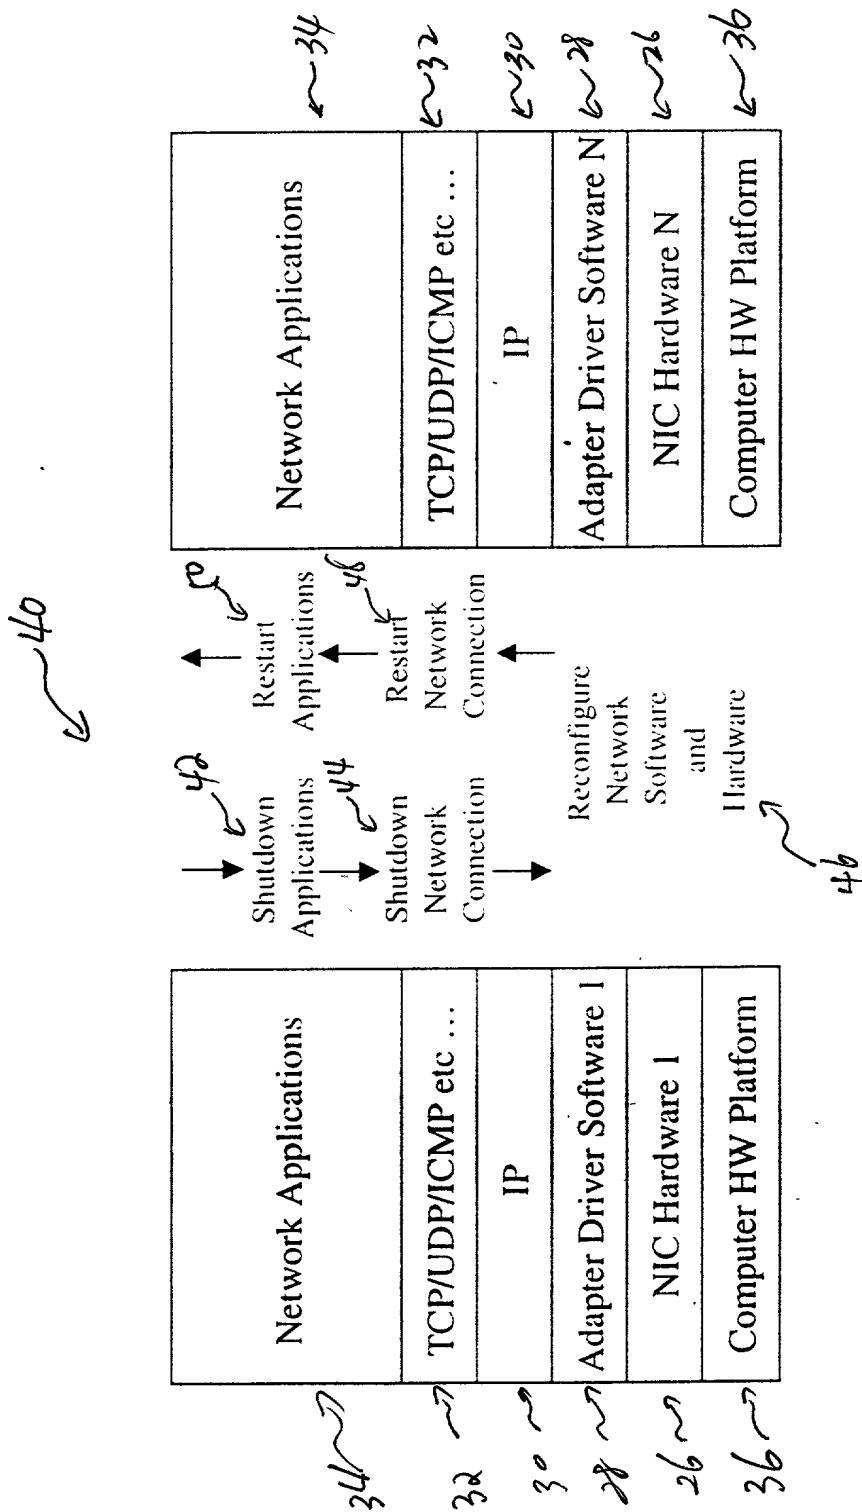 40
34
Network Applications
32
TCP/UDP/ICMP etc ...
30
IP
28
Adapter Driver Software 1
26
NIC Hardware 1
36
Computer HW Platform
42
Shutdown
Applications
44
Shutdown
Network
Connection
Reconfigure
Network
Software
and
Hardware
46
50
Restart
Applications
48
Restart
Network
Connection
Network Applications
34
TCP/UDP/ICMP etc ...
32
IP
30
Adapter Driver Software N
28
NIC Hardware N
26
Computer HW Platform
36